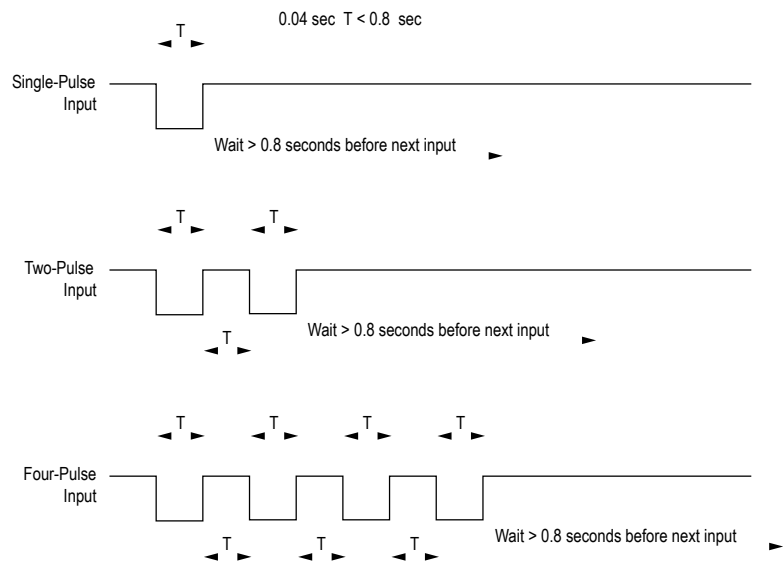 0.04 sec T < 0.8 sec
T
Single-Pulse
Input
Wait > 0.8 seconds before next input
T T
Two-Pulse
Input
Wait > 0.8 seconds before next input
T
T T T T
Four-Pulse
Input
Wait > 0.8 seconds before next input
T T T